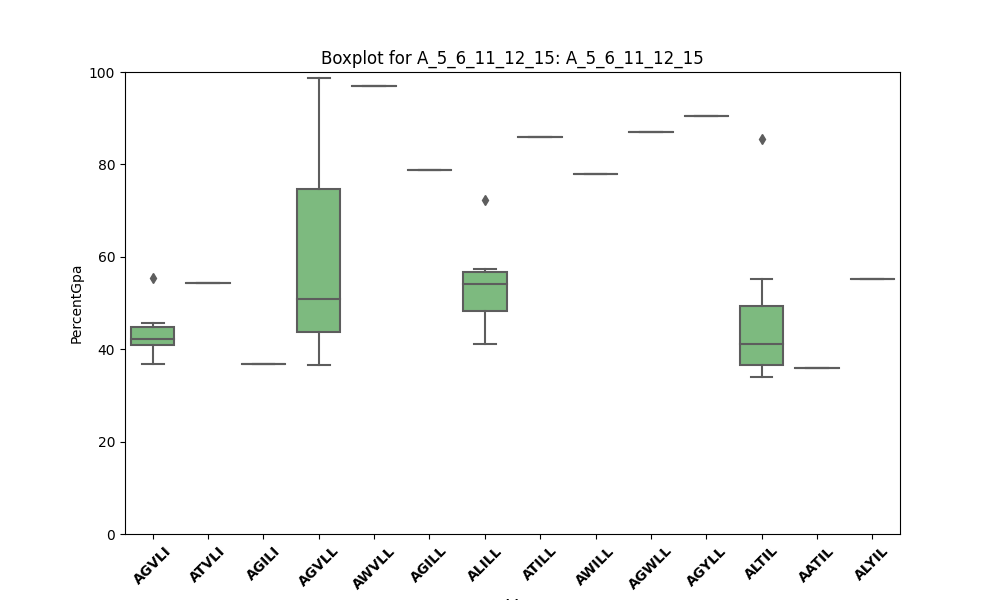 Boxplot for A_5_6_11_12_15: A_5_6_11_12_15
PercentGpa
100
80
60
40
20
0
AGVLI
ATVLI
AGILI
AGVLL
AWVLL
AGILL
ALILL
ATILL
AWILL
AGWLL
AGYLL
ALTIL
AATIL
ALYIL